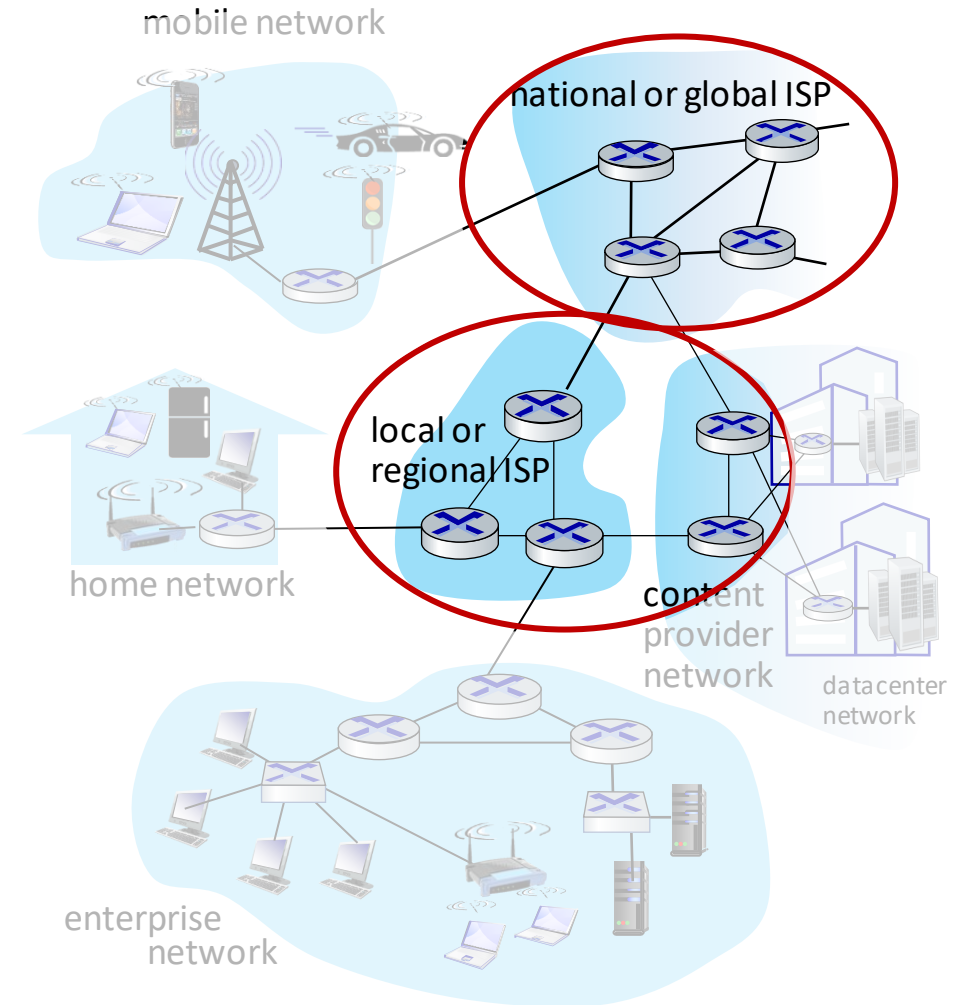 mobile network
national or global ISP
local or
regional ISP
home network
content
provider
network
datacenter
network
enterprise
network